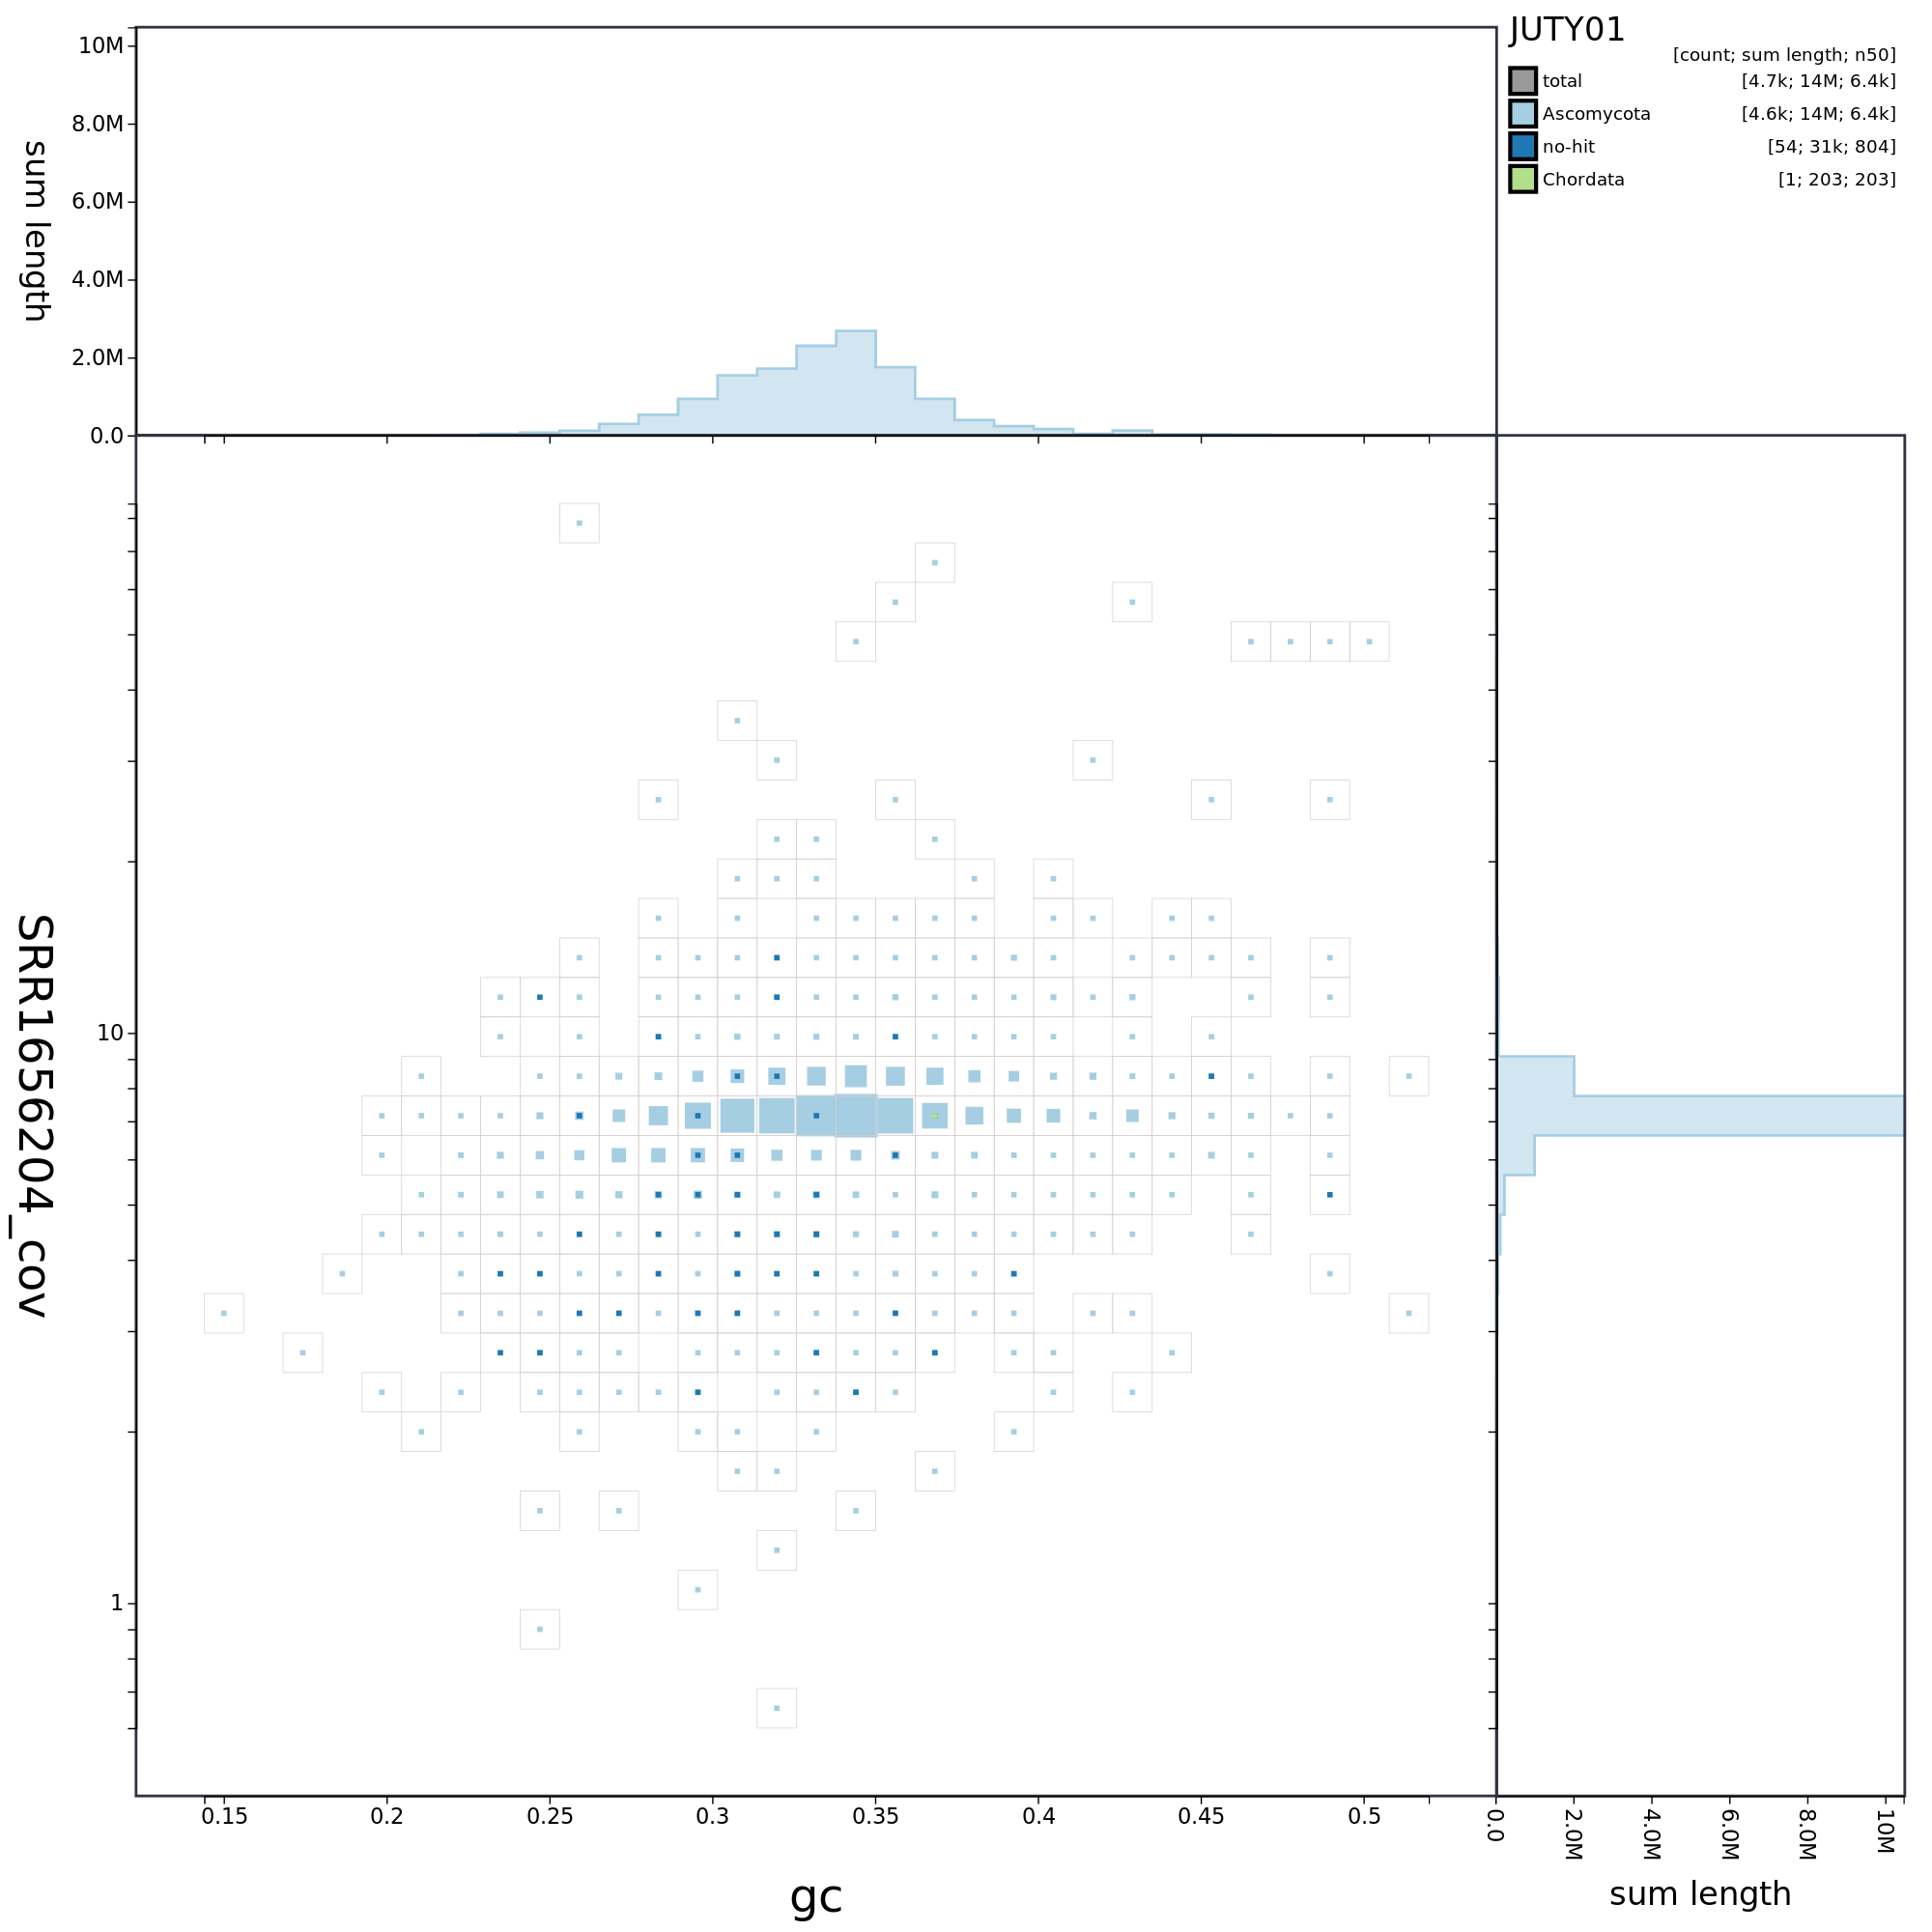 JUTY01
[count; sum length; n50]
total [4.7k; 14M; 6.4k]
Ascomycota [4.6k; 14M; 6.4k]
no-hit [54; 31k; 804]
Chordata [1; 203; 203]
sum length
10M
8.0M
6.0M
4.0M
2.0M
0.0
SRR1656204_cov
10
1
0.15 0.2 0.25 0.3 0.35 0.4 0.45 0.5
gc
0.0 2.0M 4.0M 6.0M 8.0M 10M
sum length